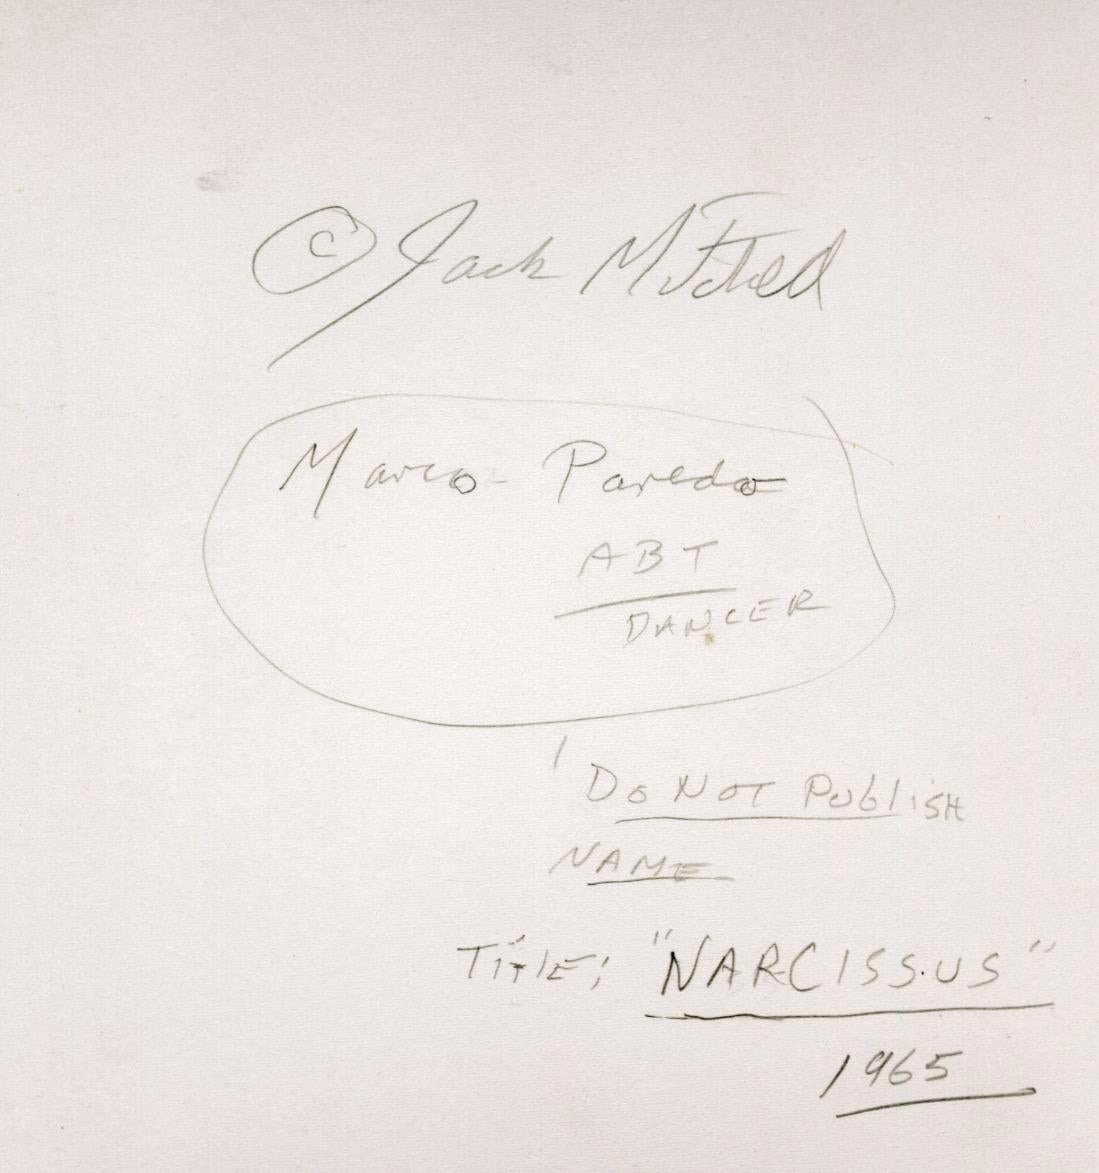 © Jack Mitchell
Marco Paredo
ABT
DANCER
DO NOT PUBLISH
NAME
TITLE: "NARCISSUS"
1965